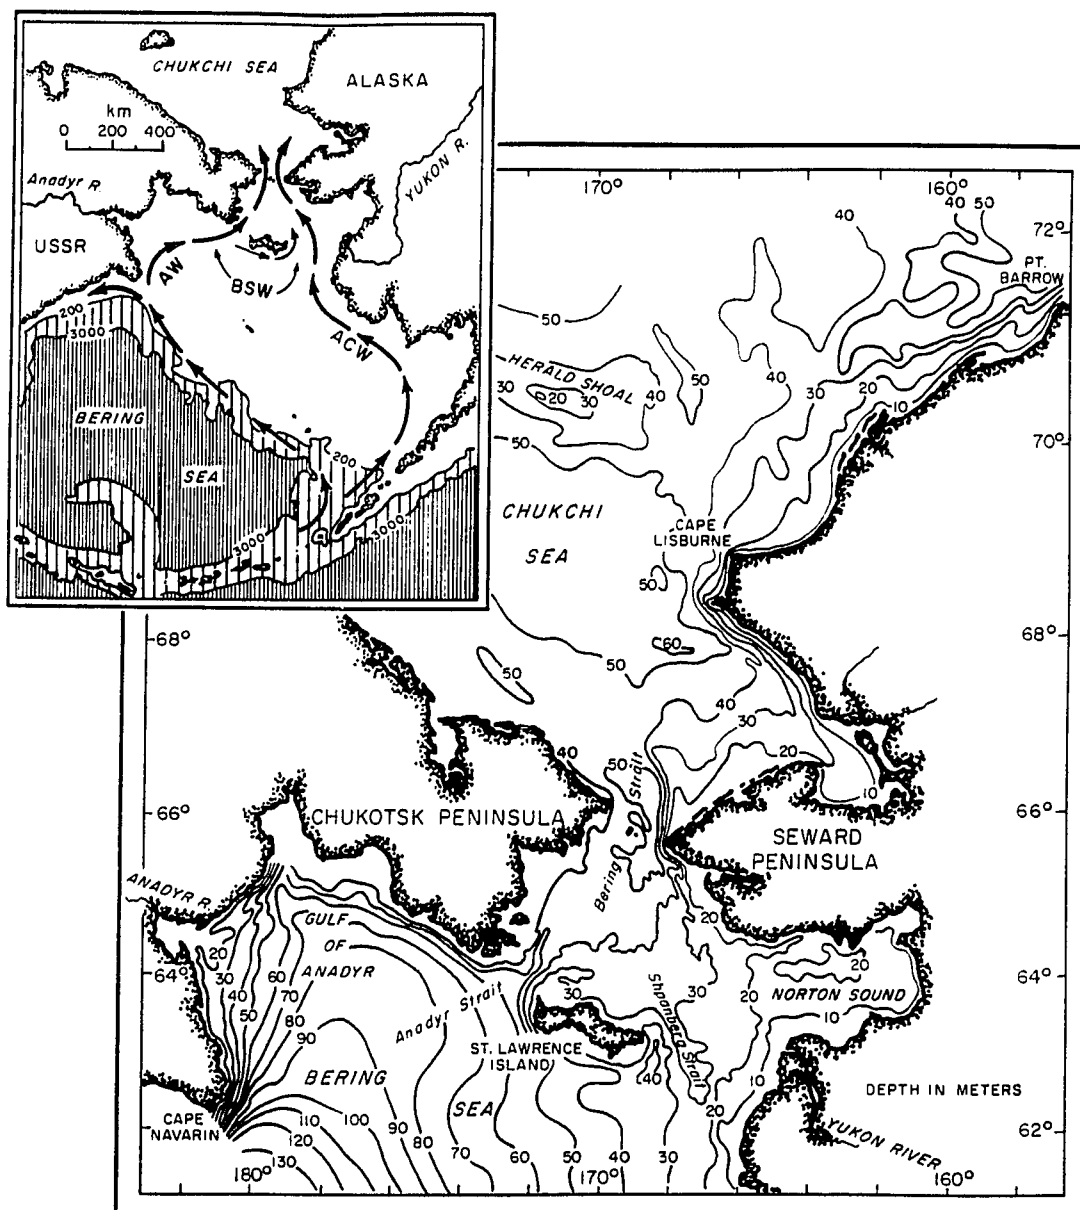 CHUKCHI SEA
ALASKA
km
0 200 400
YUKON R.
Anadyr R.
USSR
AW
BSW
200
3000
ACW
BERING
SEA
200
3000
3000
170°
160°
40
40 50
72°
PT.
BARROW
50
HERALD SHOAL
40
50
40
30
20
10
30
20 30
40
50
70°
CHUKCHI
SEA
CAPE
LISBURNE
50
60
68°
68°
50
50
40
30
20
10
40
50
Bering Strait
66°
66°
CHUKOTSK PENINSULA
SEWARD
PENINSULA
ANADYR R.
GULF
OF
ANADYR
20
20
30
40
50
60
70
80
90
64°
64°
Anadyr Strait
30
Shpanberg Strait
30
20
20
NORTON SOUND
10
ST. LAWRENCE
ISLAND
40
10
20
DEPTH IN METERS
BERING
SEA
CAPE
NAVARIN
YUKON RIVER
62°
110
100
120
130
90
80
70
60
50
40
30
180°
170°
160°